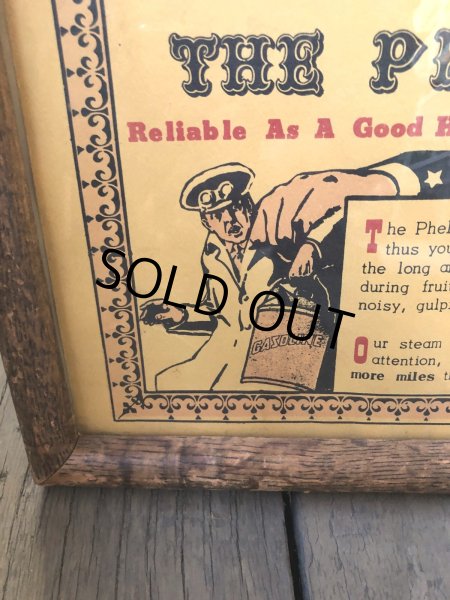 THE
Reliable As A Good
The Phel
thus you
the long
during
noisy, gulp
Our steam
attention,
more miles
GASOLINE
SOLD OUT